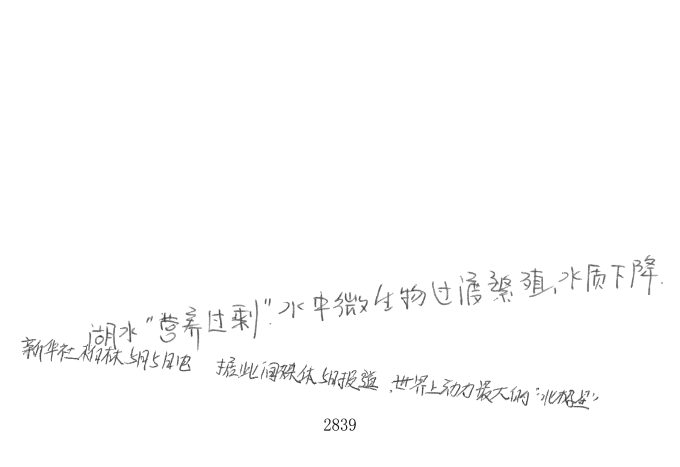 湖水“营养过剩”.水中微生物过度繁殖,水质下降.
新华社柏林5月5日电 据此间媒体5日报道,世界上动力最大的“北极星”
2839